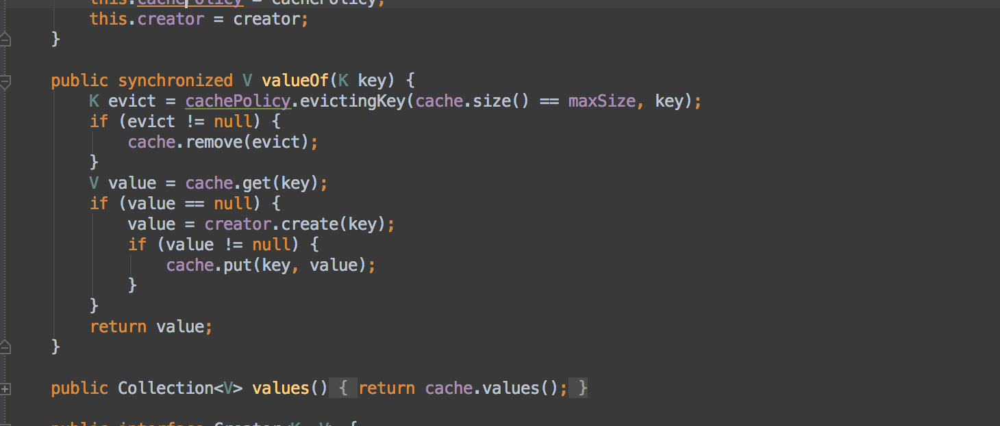 this.cachePolicy = cachePolicy;
this.creator = creator;
}
public synchronized V valueOf(K key) {
K evict = cachePolicy.evictingKey(cache.size() == maxSize, key);
if (evict != null) {
cache.remove(evict);
}
V value = cache.get(key);
if (value == null) {
value = creator.create(key);
if (value != null) {
cache.put(key, value);
}
}
return value;
}
public Collection<V> values() { return cache.values(); }
public interface Creator<K, V> {